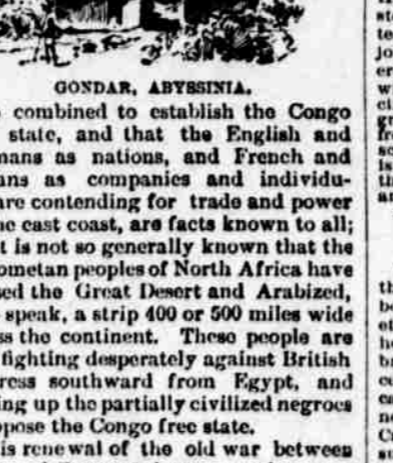 GONDAR, ABYSSINIA.
combined to establish the Congo
state, and that the English and
mans as nations, and French and
ans as companies and individu-
are contending for trade and power
he east coast, are facts known to all;
t is not so generally known that the
ometan peoples of North Africa have
sed the Great Desert and Arabized,
speak, a strip 400 or 500 miles wide
ss the continent. These people are
fighting desperately against British
ress southward from Egypt, and
ing up the partially civilized negroes
ppose the Congo free state.
is renewal of the old war between